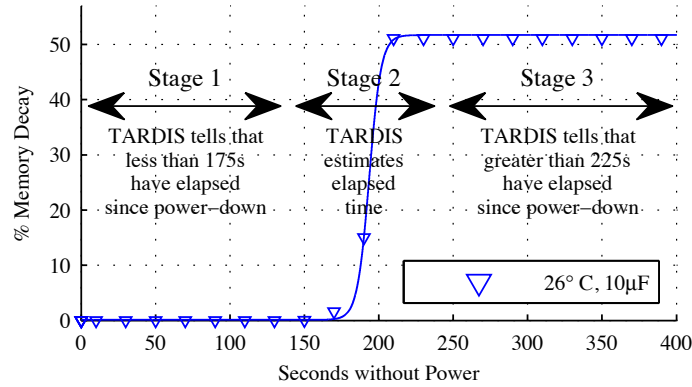 50
40
30
20
10
0
% Memory Decay
Stage 1
TARDIS tells that
less than 175s
have elapsed
since power−down
Stage 2
TARDIS
estimates
elapsed
time
Stage 3
TARDIS tells that
greater than 225s
have elapsed
since power−down
26° C, 10μF
0 50 100 150 200 250 300 350 400
Seconds without Power